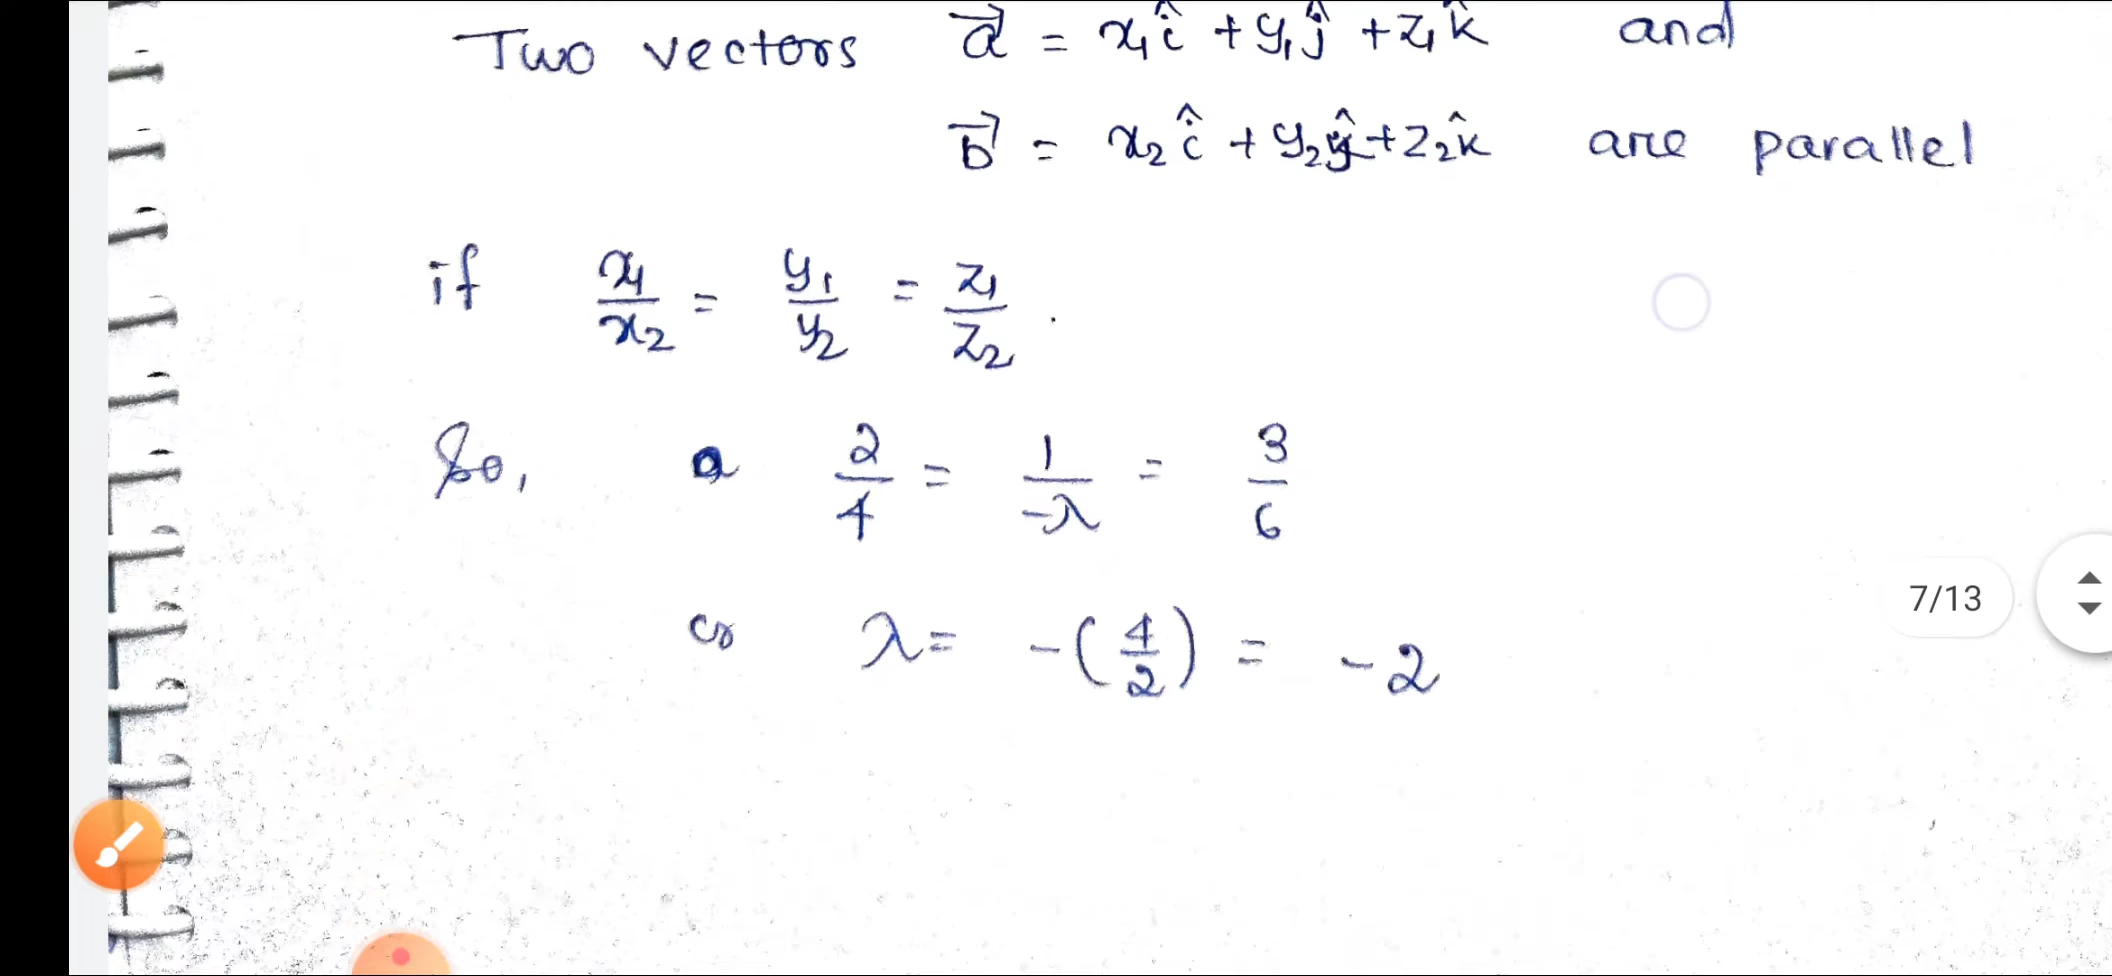 Two vectors a⃗ = x₁î + y₁ĵ + z₁k̂ and
b⃗ = x₂î + y₂ĵ + z₂k̂ are parallel
if x₁/x₂ = y₁/y₂ = z₁/z₂ .
So, 2/4 = 1/-λ = 3/6
7/13
or λ = -(4/2) = -2